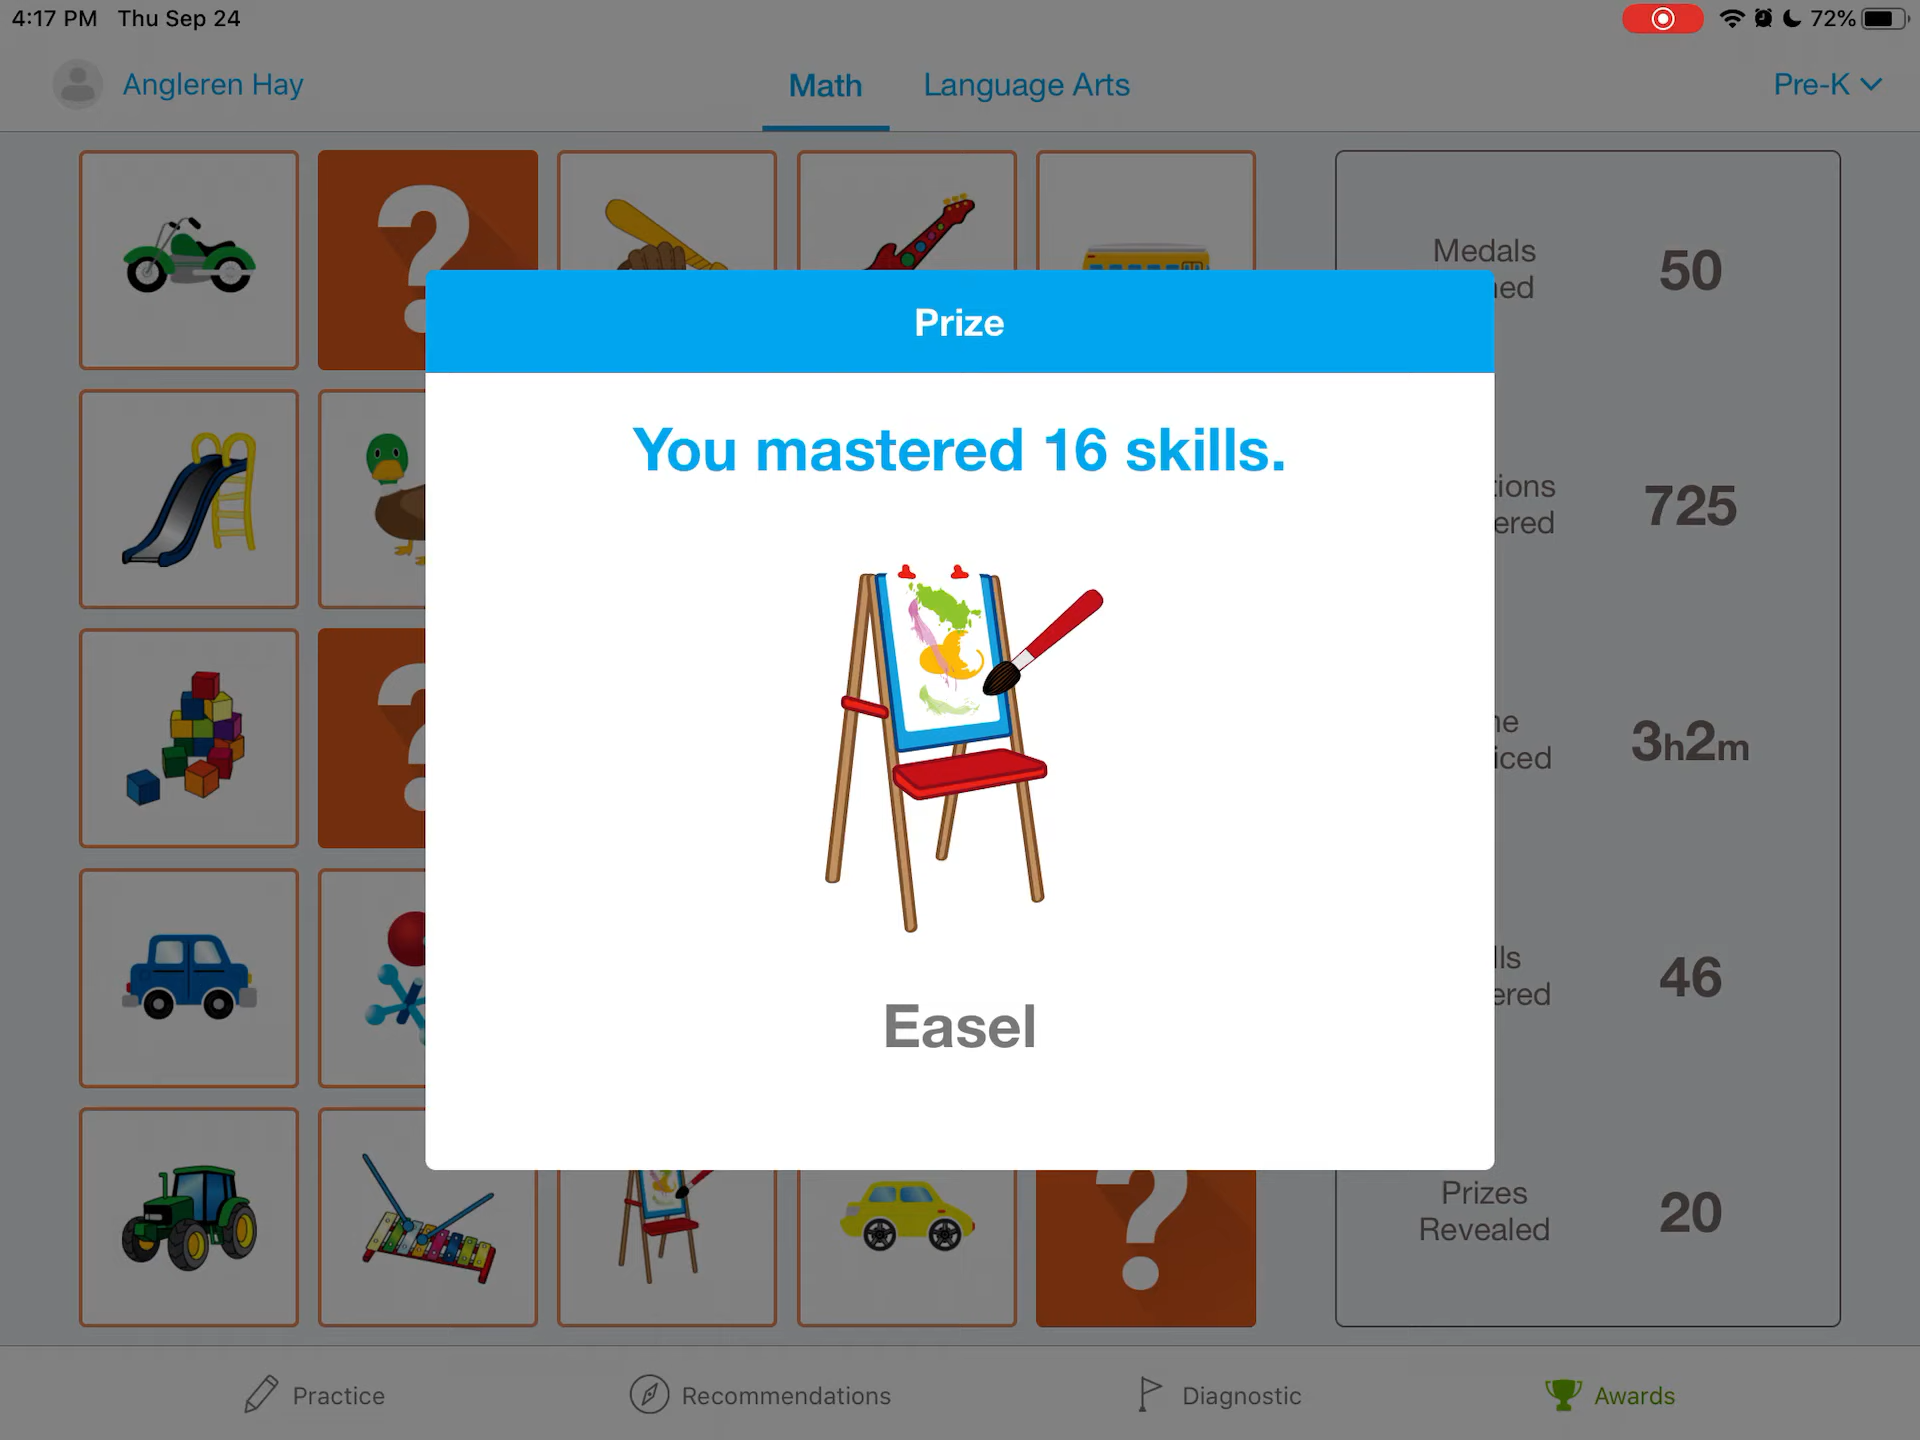 4:17 PM Thu Sep 24
72%
Angleren Hay
Math
Language Arts
Pre-K
Prize
You mastered 16 skills.
Easel
Medals
50
725
3h2m
46
Prizes
Revealed
20
Practice
Recommendations
Diagnostic
Awards